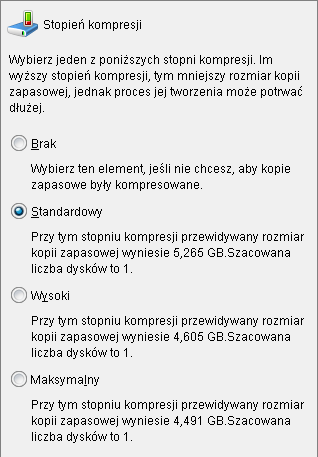 Stopień kompresji
Wybierz jeden z poniższych stopni kompresji. Im
wyższy stopień kompresji, tym mniejszy rozmiar kopii
zapasowej, jednak proces jej tworzenia może potrwać
dłużej.
Brak
Wybierz ten element, jeśli nie chcesz, aby kopie
zapasowe były kompresowane.
Standardowy
Przy tym stopniu kompresji przewidywany rozmiar
kopii zapasowej wyniesie 5,265 GB.Szacowana
liczba dysków to 1.
Wysoki
Przy tym stopniu kompresji przewidywany rozmiar
kopii zapasowej wyniesie 4,605 GB.Szacowana
liczba dysków to 1.
Maksymalny
Przy tym stopniu kompresji przewidywany rozmiar
kopii zapasowej wyniesie 4,491 GB.Szacowana
liczba dysków to 1.